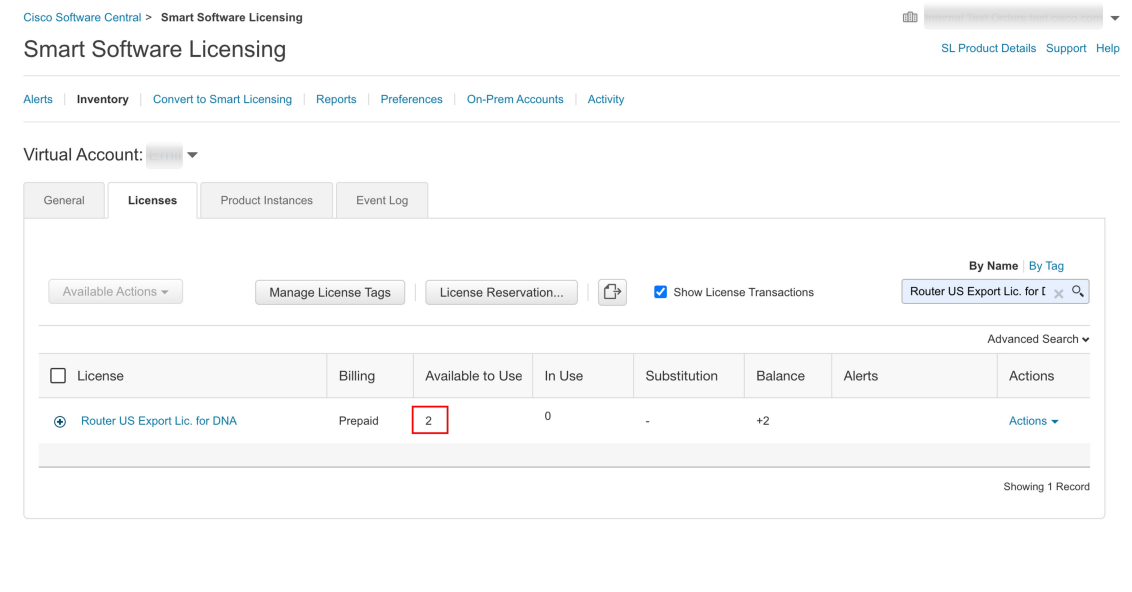 Cisco Software Central > Smart Software Licensing
Smart Software Licensing
SL Product Details Support Help
Alerts Inventory Convert to Smart Licensing Reports Preferences On-Prem Accounts Activity
Virtual Account:
General Licenses Product Instances Event Log
By Name By Tag
Available Actions Manage License Tags License Reservation... Show License Transactions Router US Export Lic. for
Advanced Search
License Billing Available to Use In Use Substitution Balance Alerts Actions
Router US Export Lic. for DNA Prepaid 2 0 - +2 Actions
Showing 1 Record